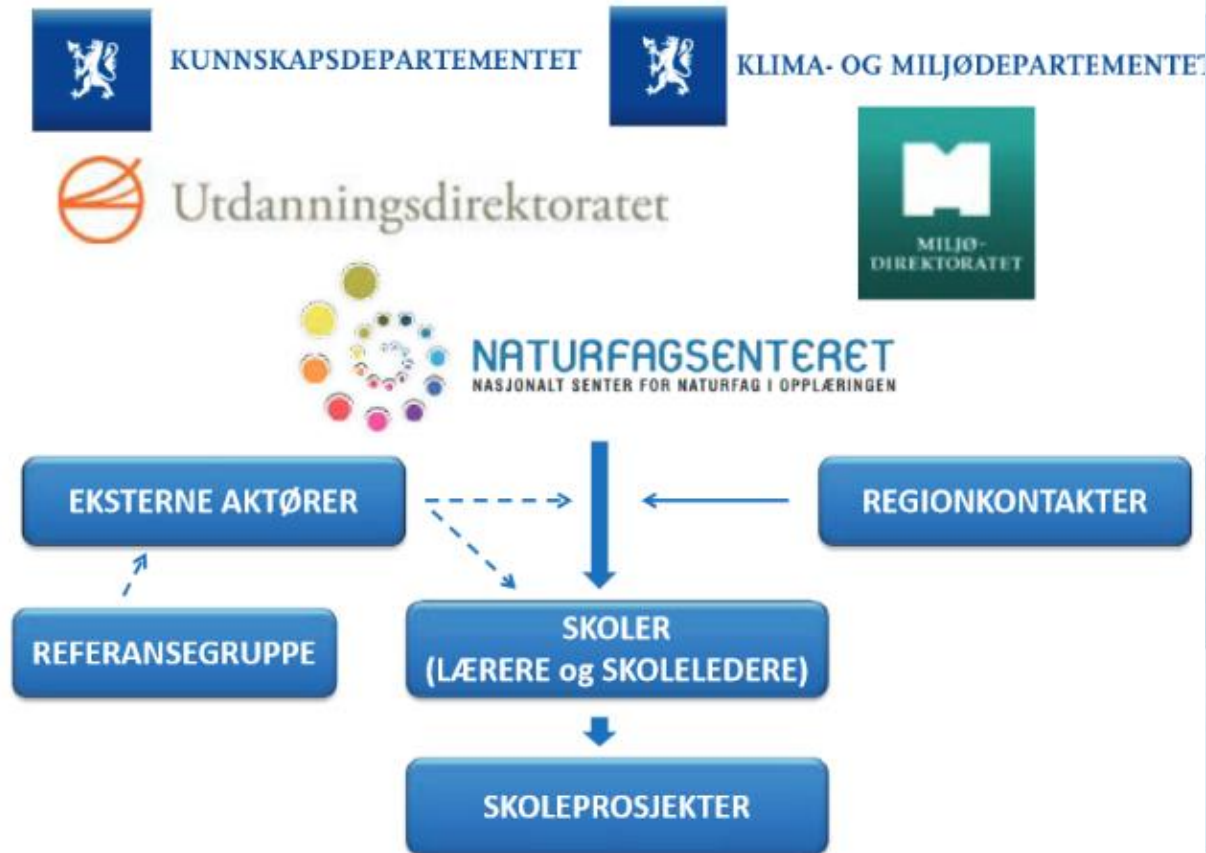 KUNNSKAPSDEPARTEMENTET
KLIMA- OG MILJØDEPARTEMENTET
Utdanningsdirektoratet
MILJØ-
DIREKTORATET
NATURFAGSENTERET
NASJONALT SENTER FOR NATURFAG I OPPLÆRINGEN
EKSTERNE AKTØRER
REGIONKONTAKTER
REFERANSEGRUPPE
SKOLER
(LÆRERE og SKOLELEDERE)
SKOLEPROSJEKTER